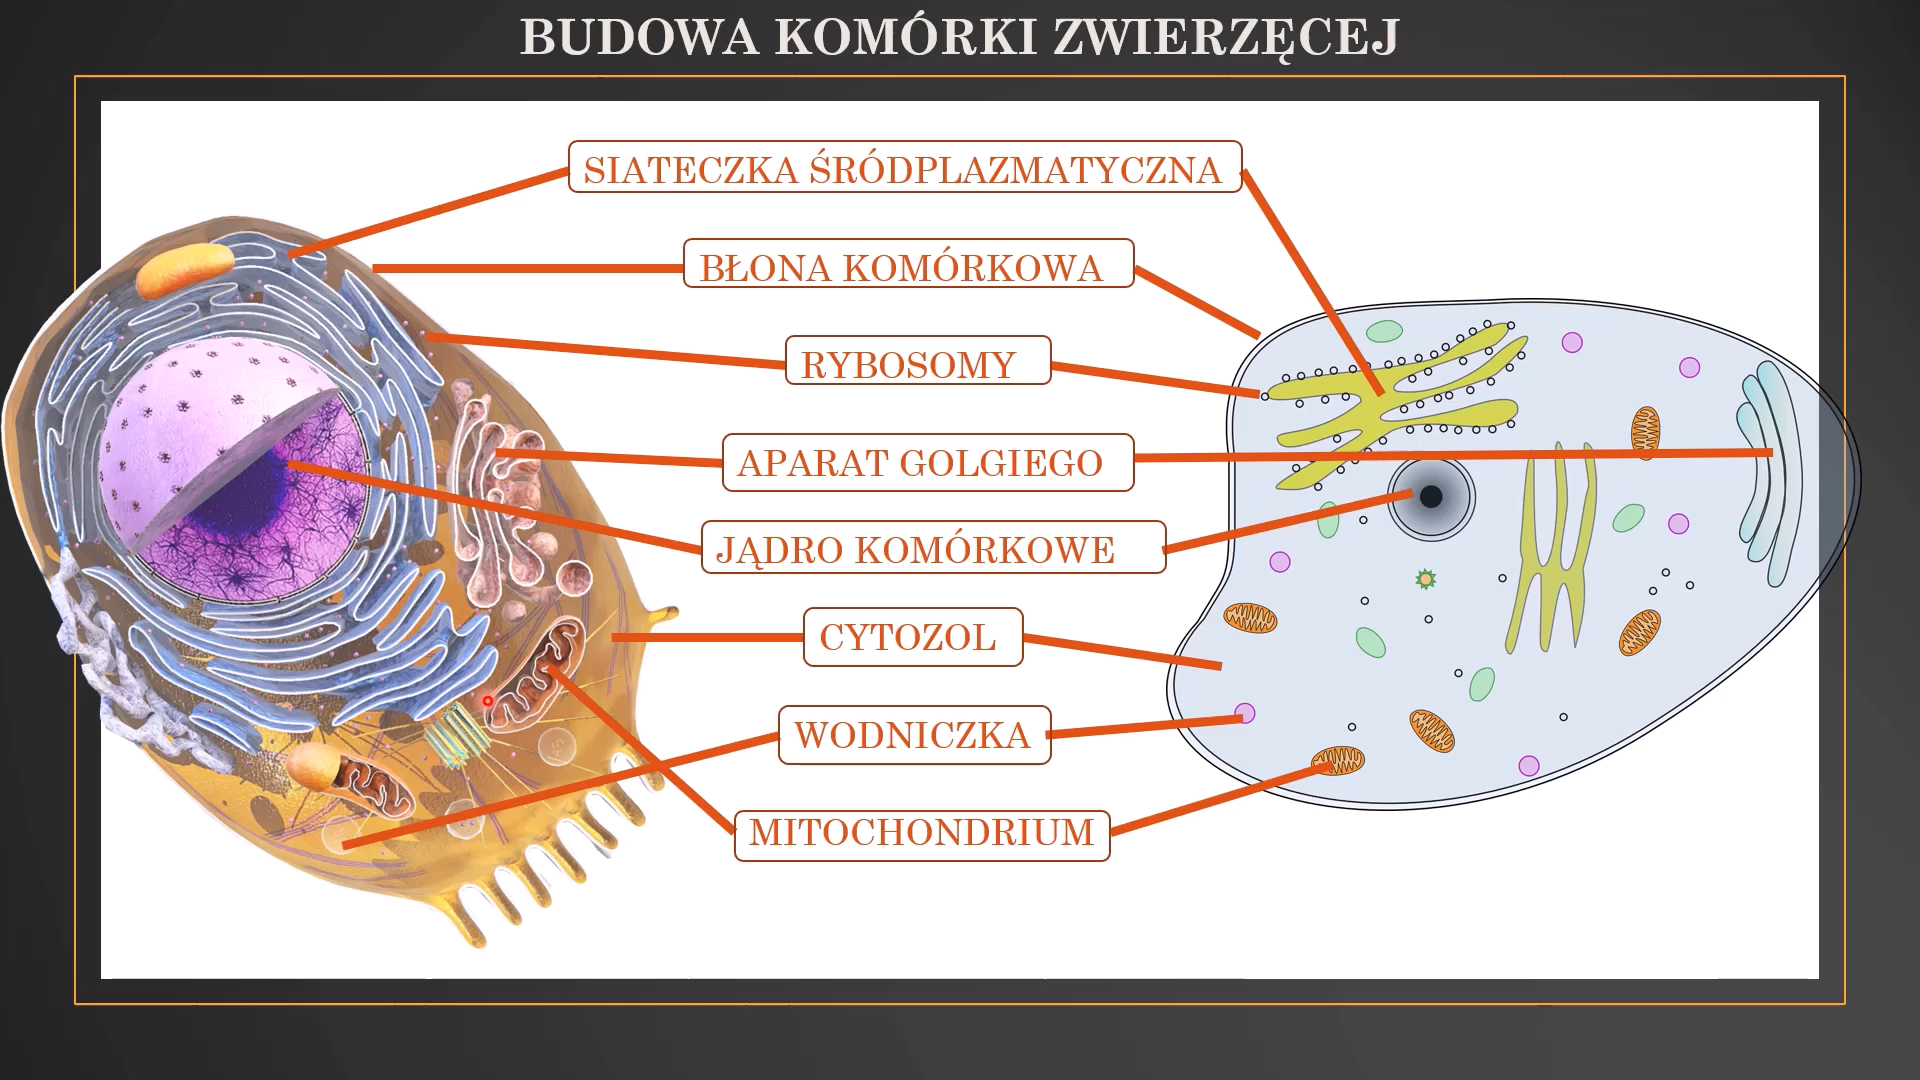 BUDOWA KOMÓRKI ZWIERZĘCEJ
SIATECZKA ŚRÓDPLAZMATYCZNA
BŁONA KOMÓRKOWA
RYBOSOMY
APARAT GOLGIEGO
JĄDRO KOMÓRKOWE
CYTOZOL
WODNICZKA
MITOCHONDRIUM